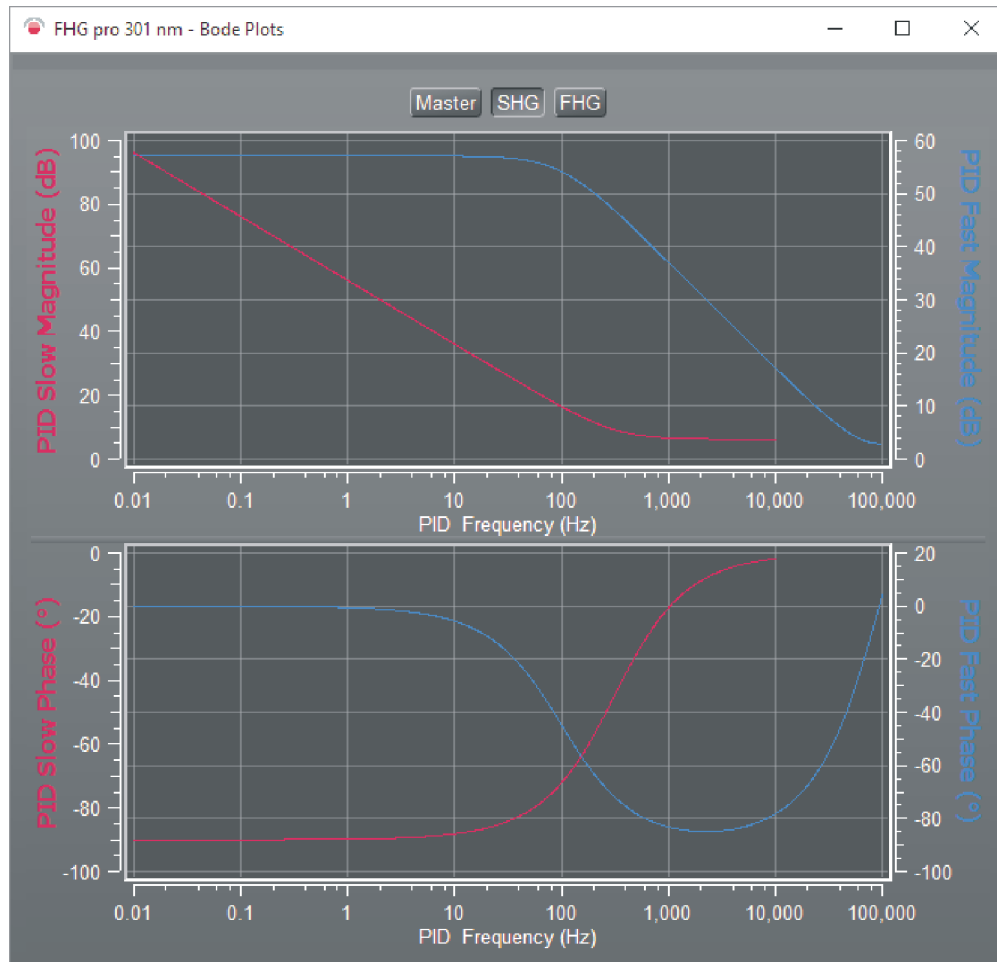 FHG pro 301 nm - Bode Plots
Master SHG FHG
PID Slow Magnitude (dB)
100
80
60
40
20
0
PID Fast Magnitude (dB)
60
50
40
30
20
10
0
0.01 0.1 1 10 100 1,000 10,000 100,000
PID Frequency (Hz)
PID Slow Phase (°)
0
-20
-40
-60
-80
-100
PID Fast Phase (°)
20
0
-20
-40
-60
-80
-100
0.01 0.1 1 10 100 1,000 10,000 100,000
PID Frequency (Hz)